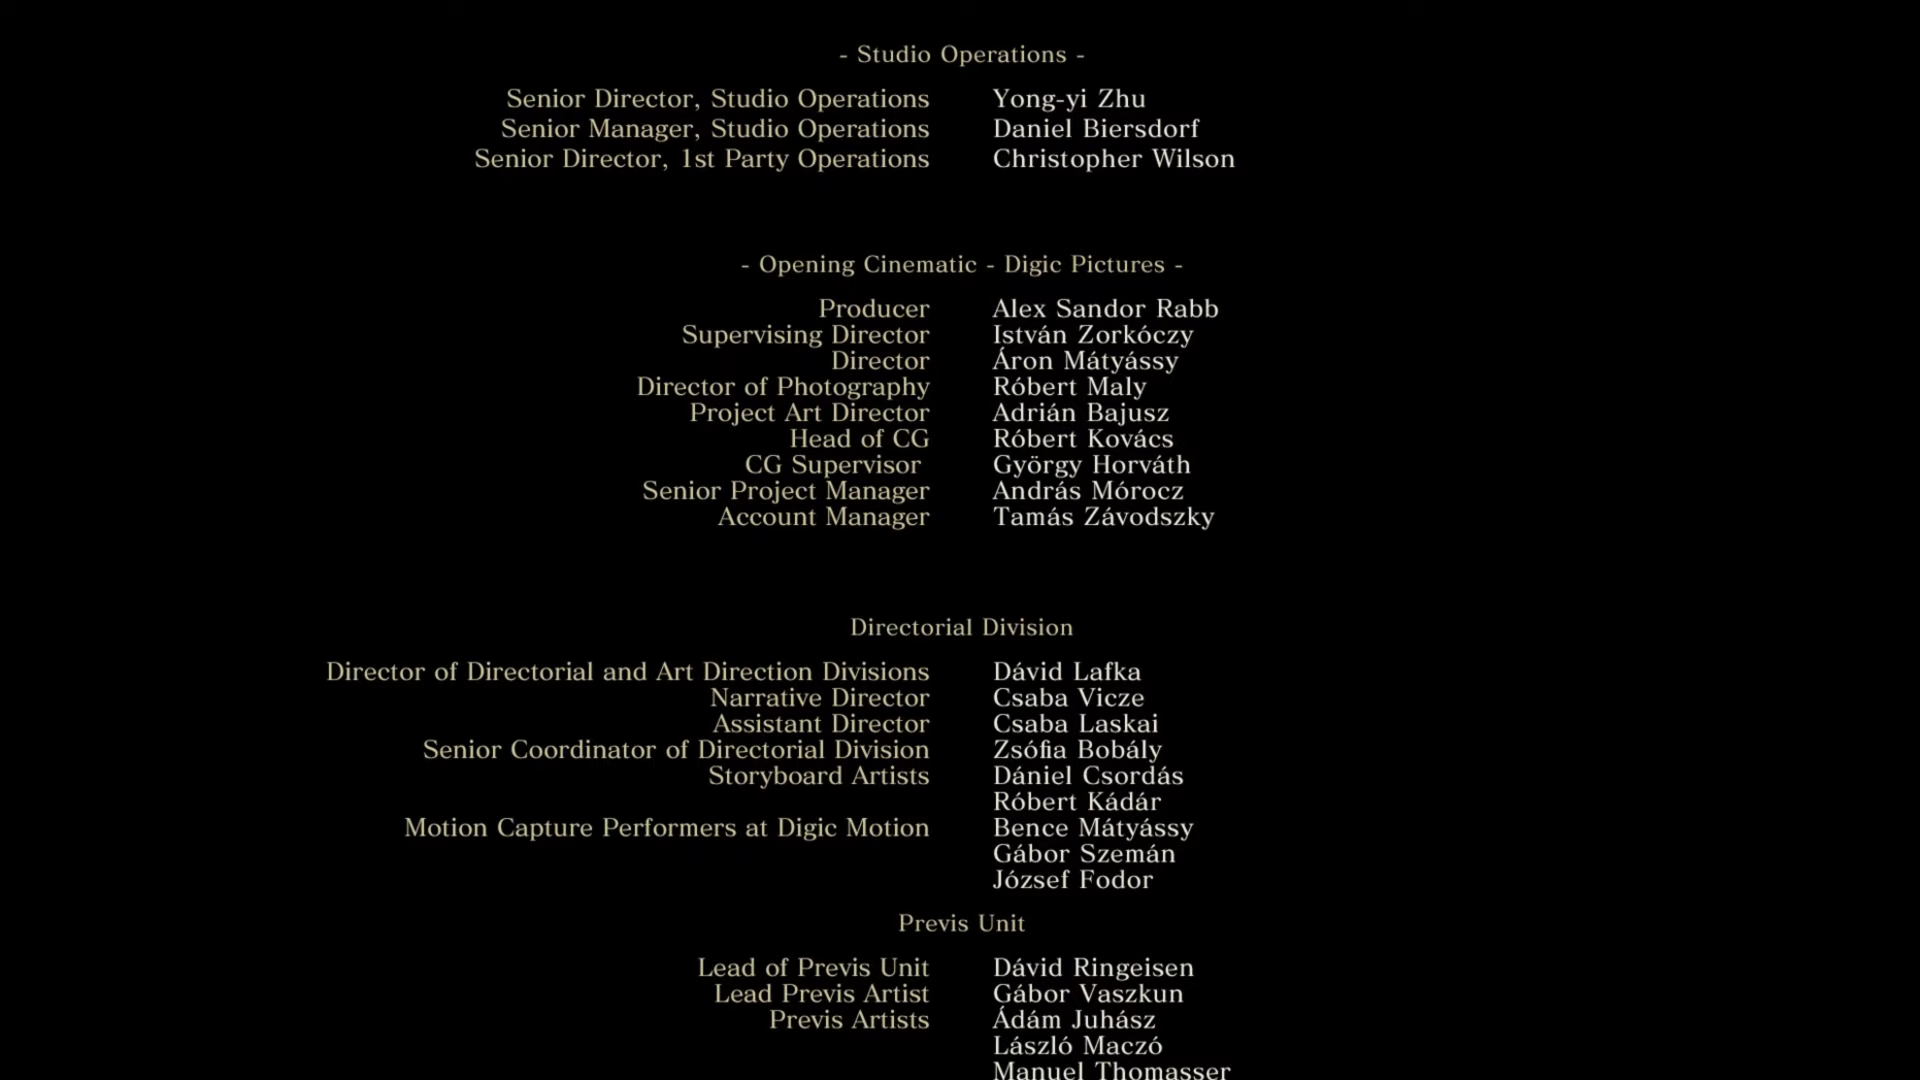 - Studio Operations -
Senior Director, Studio Operations Yong-yi Zhu
Senior Manager, Studio Operations Daniel Biersdorf
Senior Director, 1st Party Operations Christopher Wilson
- Opening Cinematic - Digic Pictures -
Producer Alex Sandor Rabb
Supervising Director István Zorkóczy
Director Áron Mátyássy
Director of Photography Róbert Maly
Project Art Director Adrián Bajusz
Head of CG Róbert Kovács
CG Supervisor György Horváth
Senior Project Manager András Mórocz
Account Manager Tamás Závodszky
Directorial Division
Director of Directorial and Art Direction Divisions Dávid Lafka
Narrative Director Csaba Vicze
Assistant Director Csaba Laskai
Senior Coordinator of Directorial Division Zsófia Bobály
Storyboard Artists Dániel Csordás
Róbert Kádár
Motion Capture Performers at Digic Motion Bence Mátyássy
Gábor Szemán
József Fodor
Previs Unit
Lead of Previs Unit Dávid Ringeisen
Lead Previs Artist Gábor Vaszkun
Previs Artists Ádám Juhász
László Maczó
Manuel Thomasser